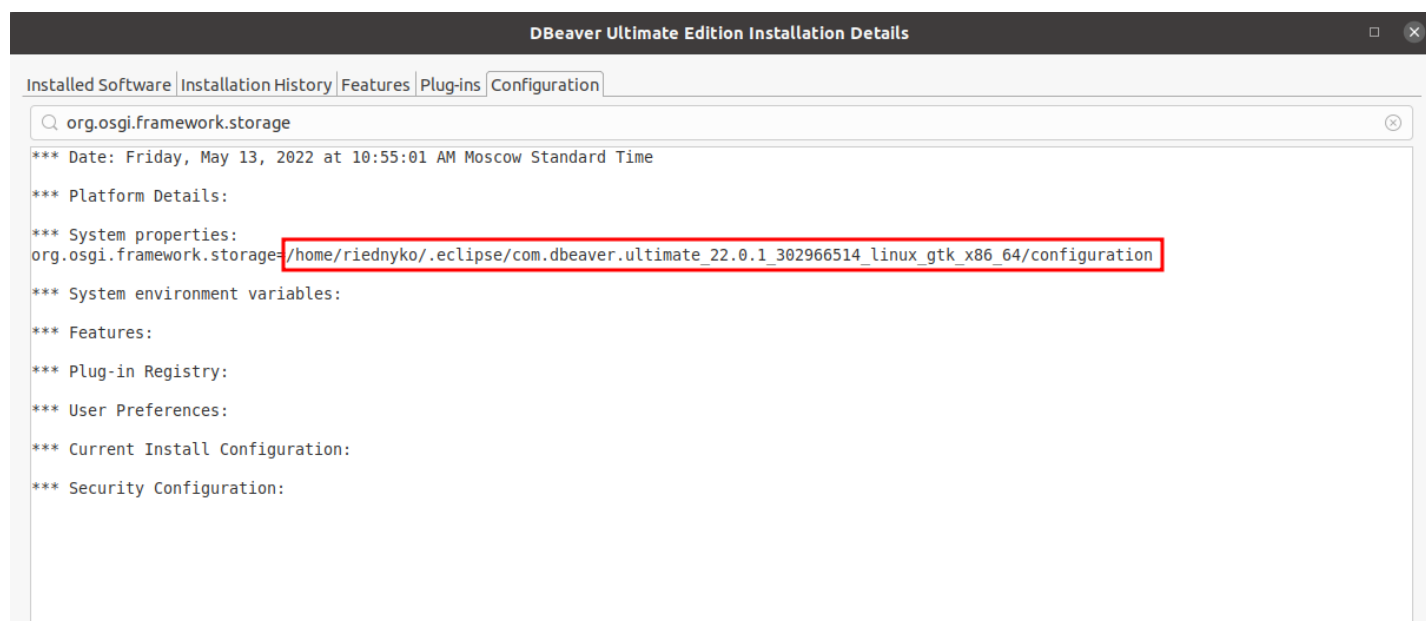 DBeaver Ultimate Edition Installation Details
Installed Software Installation History Features Plug-ins Configuration
org.osgi.framework.storage
*** Date: Friday, May 13, 2022 at 10:55:01 AM Moscow Standard Time
*** Platform Details:
*** System properties:
org.osgi.framework.storage=/home/riednyko/.eclipse/com.dbeaver.ultimate_22.0.1_302966514_linux_gtk_x86_64/configuration
*** System environment variables:
*** Features:
*** Plug-in Registry:
*** User Preferences:
*** Current Install Configuration:
*** Security Configuration: